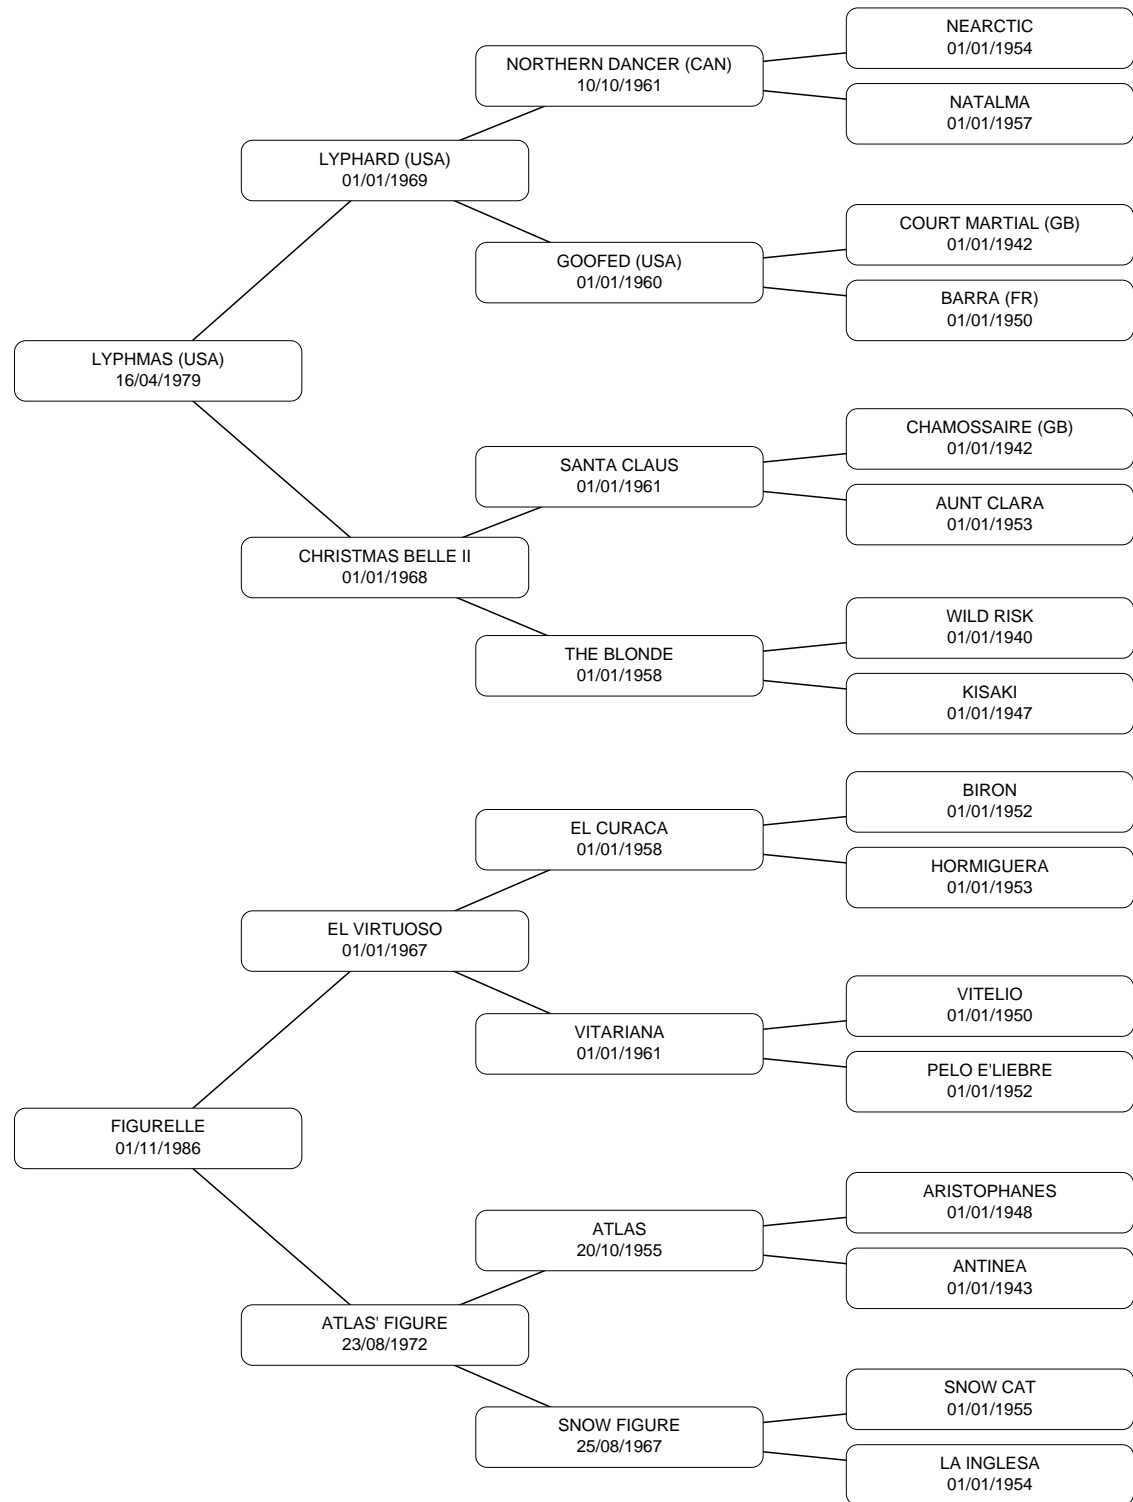 NEARCTIC
01/01/1954
NORTHERN DANCER (CAN)
10/10/1961
NATALMA
01/01/1957
LYPHARD (USA)
01/01/1969
COURT MARTIAL (GB)
01/01/1942
GOOFED (USA)
01/01/1960
BARRA (FR)
01/01/1950
LYPHMAS (USA)
16/04/1979
CHAMOSSAIRE (GB)
01/01/1942
SANTA CLAUS
01/01/1961
AUNT CLARA
01/01/1953
CHRISTMAS BELLE II
01/01/1968
WILD RISK
01/01/1940
THE BLONDE
01/01/1958
KISAKI
01/01/1947
BIRON
01/01/1952
EL CURACA
01/01/1958
HORMIGUERA
01/01/1953
EL VIRTUOSO
01/01/1967
VITELIO
01/01/1950
VITARIANA
01/01/1961
PELO E'LIEBRE
01/01/1952
FIGURELLE
01/11/1986
ARISTOPHANES
01/01/1948
ATLAS
20/10/1955
ANTINEA
01/01/1943
ATLAS' FIGURE
23/08/1972
SNOW CAT
01/01/1955
SNOW FIGURE
25/08/1967
LA INGLESA
01/01/1954